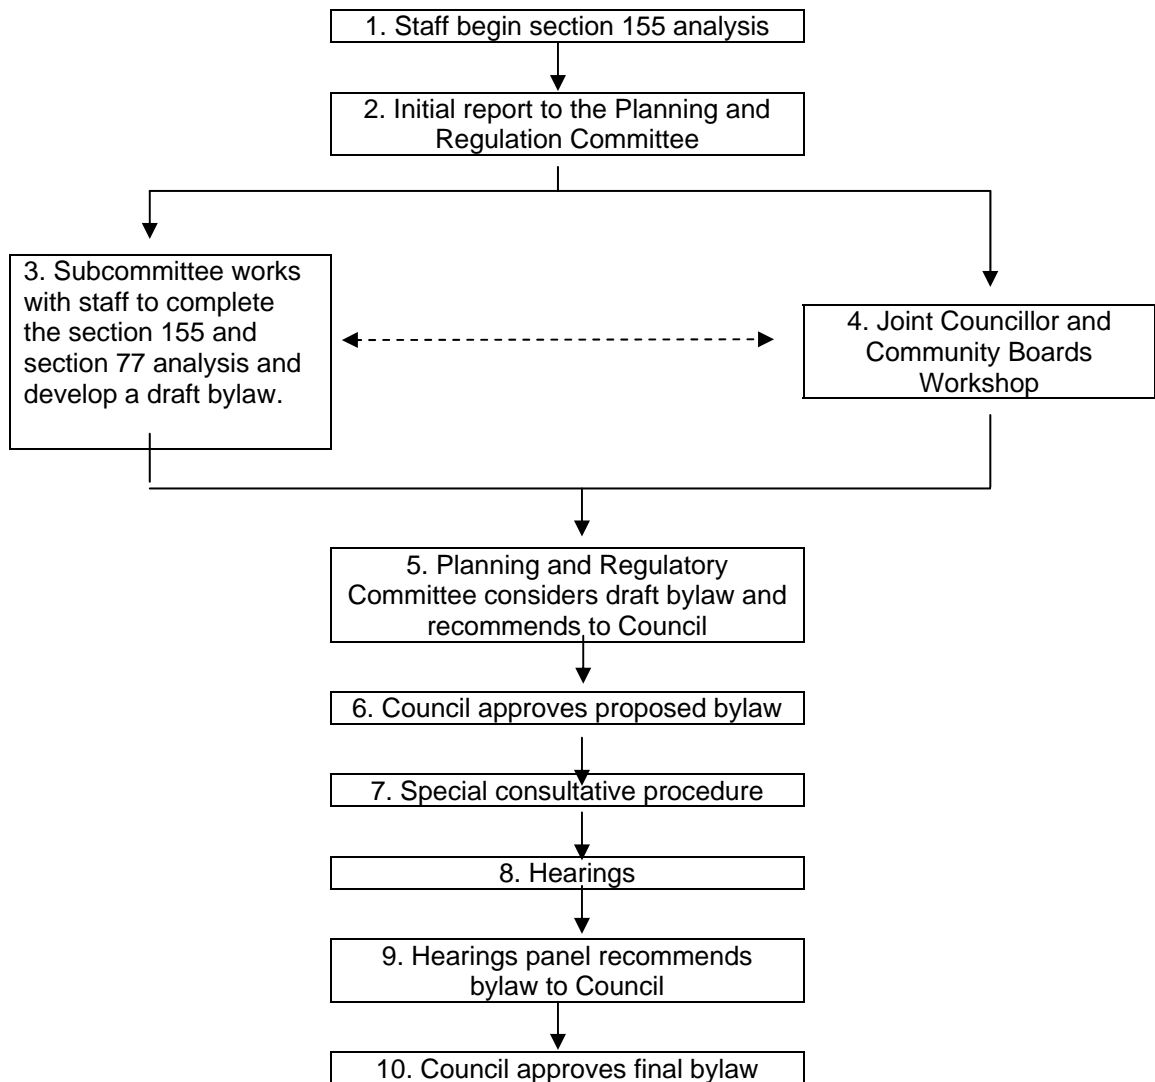 1. Staff begin section 155 analysis
2. Initial report to the Planning and
Regulation Committee
3. Subcommittee works
with staff to complete
the section 155 and
section 77 analysis and
develop a draft bylaw.
4. Joint Councillor and
Community Boards
Workshop
5. Planning and Regulatory
Committee considers draft bylaw and
recommends to Council
6. Council approves proposed bylaw
7. Special consultative procedure
8. Hearings
9. Hearings panel recommends
bylaw to Council
10. Council approves final bylaw